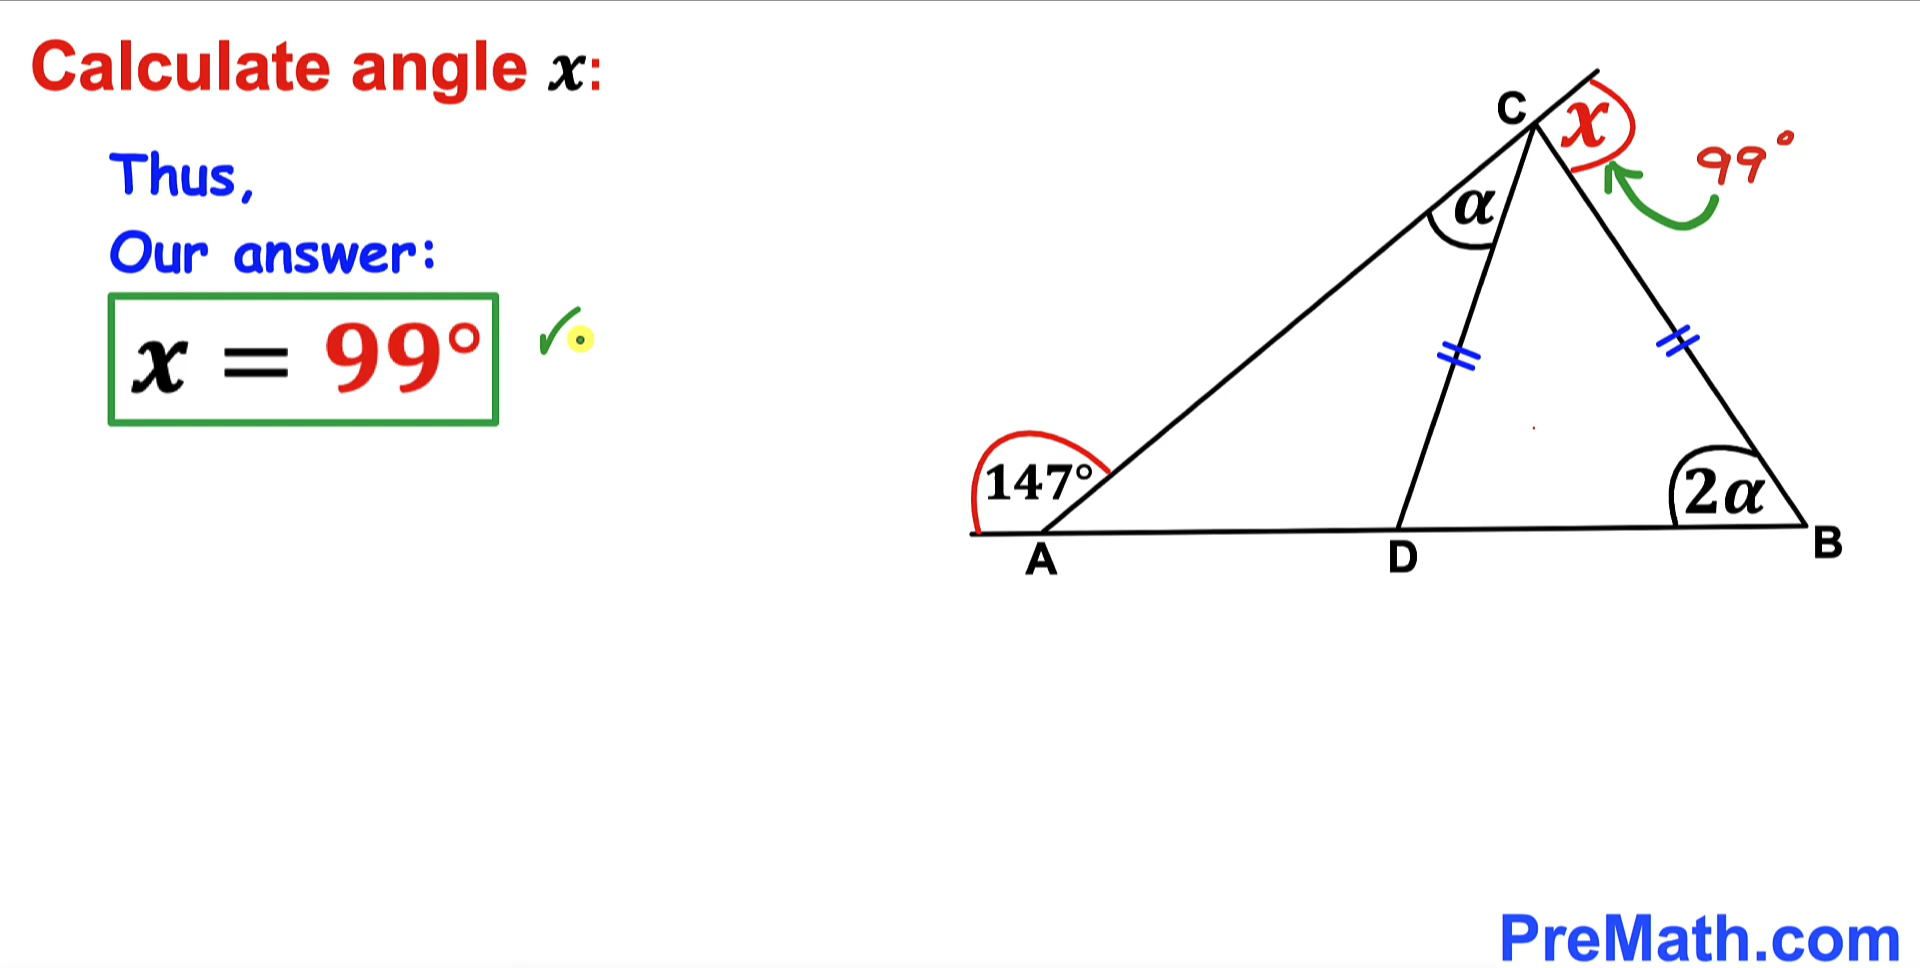 Calculate angle x:
Thus,
Our answer:
x = 99°
C
x
99°
α
147°
2α
A
D
B
PreMath.com